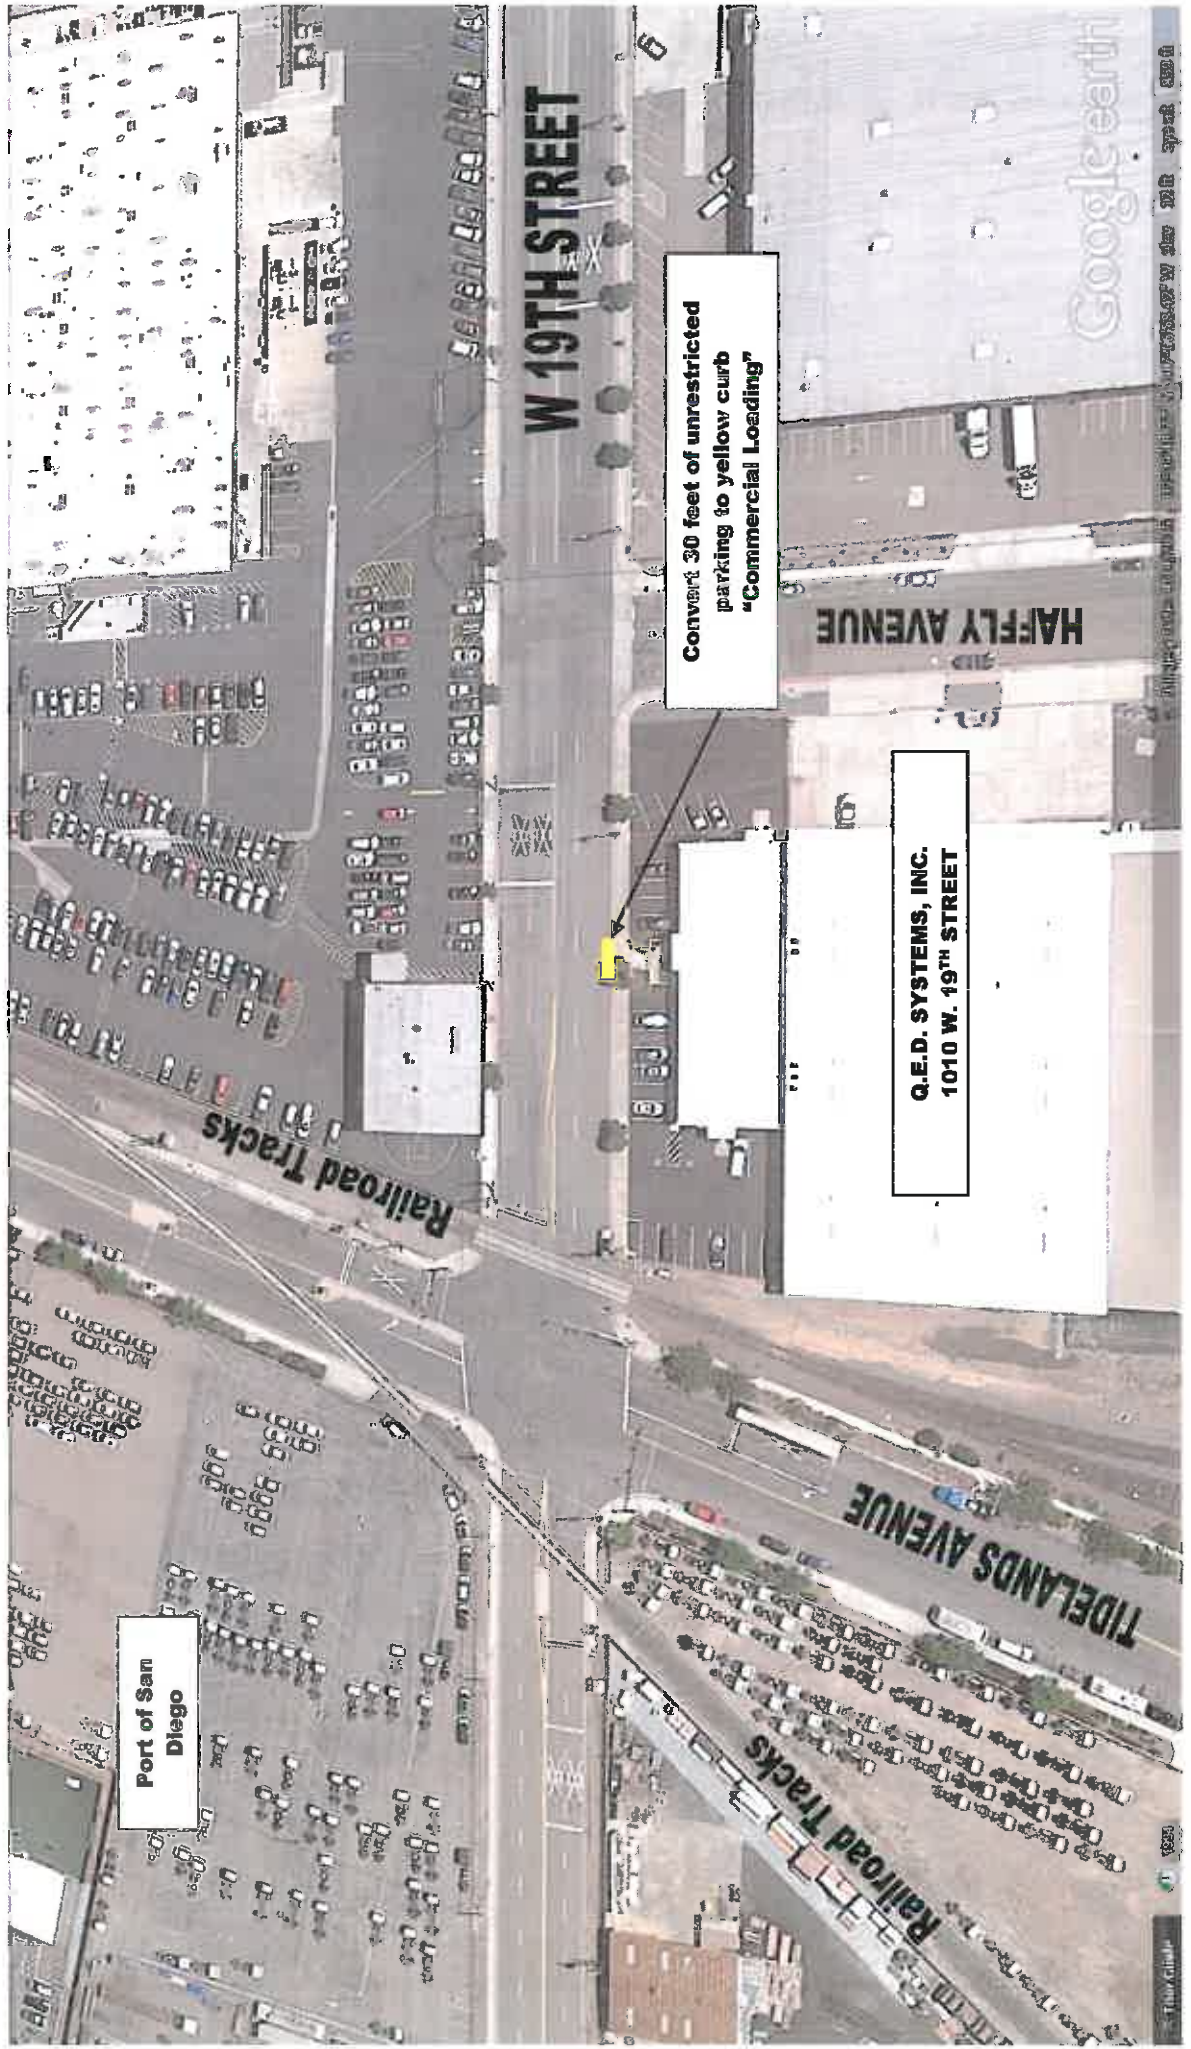 W 19TH STREET
Convert 30 feet of unrestricted
parking to yellow curb
“Commercial Loading”
HAFFLY AVENUE
Q.E.D. SYSTEMS, INC.
1010 W. 19TH STREET
Railroad Tracks
TIDELANDS AVENUE
Port of San
Diego
Railroad Tracks
Google earth
1994